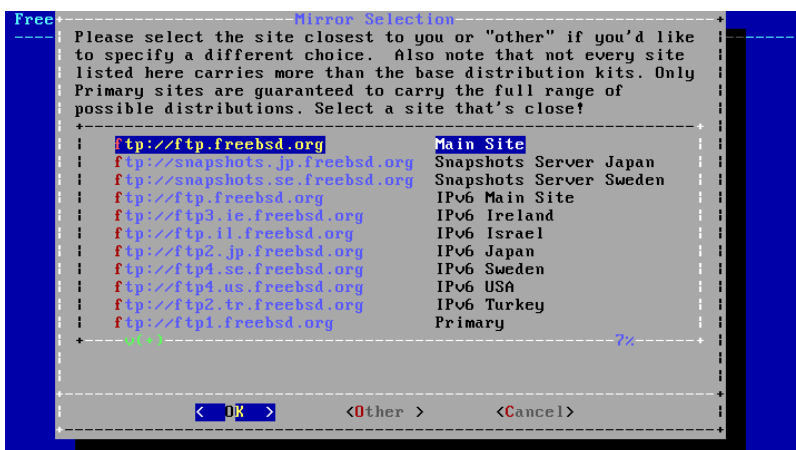 Free
Mirror Selection
Please select the site closest to you or "other" if you'd like
to specify a different choice.  Also note that not every site
listed here carries more than the base distribution kits. Only
Primary sites are guaranteed to carry the full range of
possible distributions. Select a site that's close!
ftp://ftp.freebsd.org Main Site
ftp://snapshots.jp.freebsd.org Snapshots Server Japan
ftp://snapshots.se.freebsd.org Snapshots Server Sweden
ftp://ftp.freebsd.org IPv6 Main Site
ftp://ftp3.ie.freebsd.org IPv6 Ireland
ftp://ftp.il.freebsd.org IPv6 Israel
ftp://ftp2.jp.freebsd.org IPv6 Japan
ftp://ftp4.se.freebsd.org IPv6 Sweden
ftp://ftp4.us.freebsd.org IPv6 USA
ftp://ftp2.tr.freebsd.org IPv6 Turkey
ftp://ftp1.freebsd.org Primary
v(+) 7%
< OK > <Other > <Cancel>